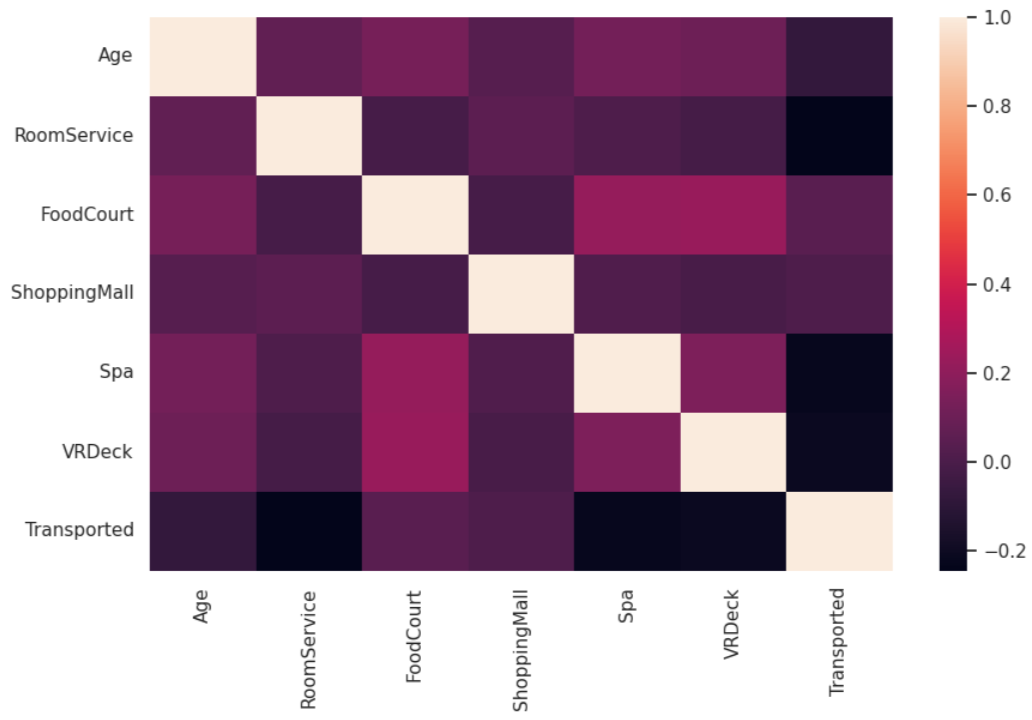 Age
RoomService
FoodCourt
ShoppingMall
Spa
VRDeck
Transported
Age
RoomService
FoodCourt
ShoppingMall
Spa
VRDeck
Transported
1.0
0.8
0.6
0.4
0.2
0.0
−0.2